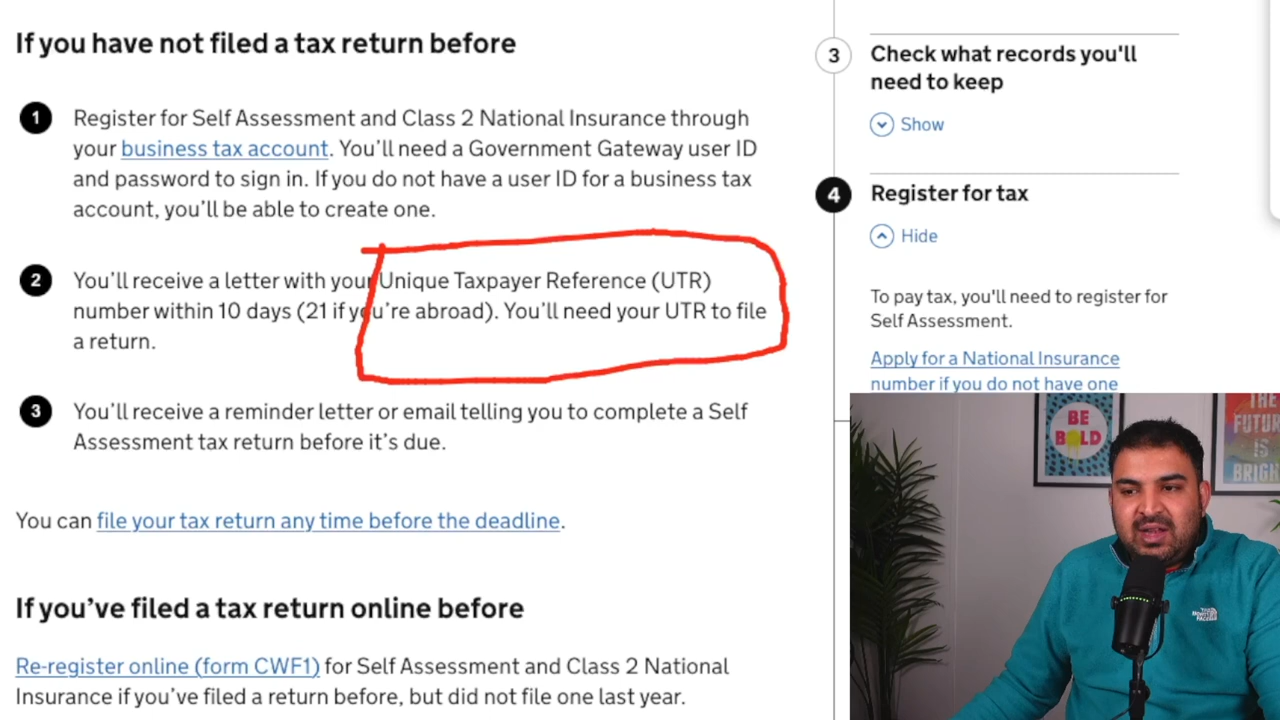 If you have not filed a tax return before
1
Register for Self Assessment and Class 2 National Insurance through
your business tax account. You'll need a Government Gateway user ID
and password to sign in. If you do not have a user ID for a business tax
account, you'll be able to create one.
2
You'll receive a letter with your Unique Taxpayer Reference (UTR)
number within 10 days (21 if you're abroad). You'll need your UTR to file
a return.
3
You'll receive a reminder letter or email telling you to complete a Self
Assessment tax return before it's due.
You can file your tax return any time before the deadline.
If you've filed a tax return online before
Re-register online (form CWF1) for Self Assessment and Class 2 National
Insurance if you've filed a return before, but did not file one last year.
3
Check what records you'll
need to keep
Show
4
Register for tax
Hide
To pay tax, you'll need to register for
Self Assessment.
Apply for a National Insurance
number if you do not have one
BE
BOLD
THE
FUTUR
IS
BRIGH
THE
NORTH
FACE